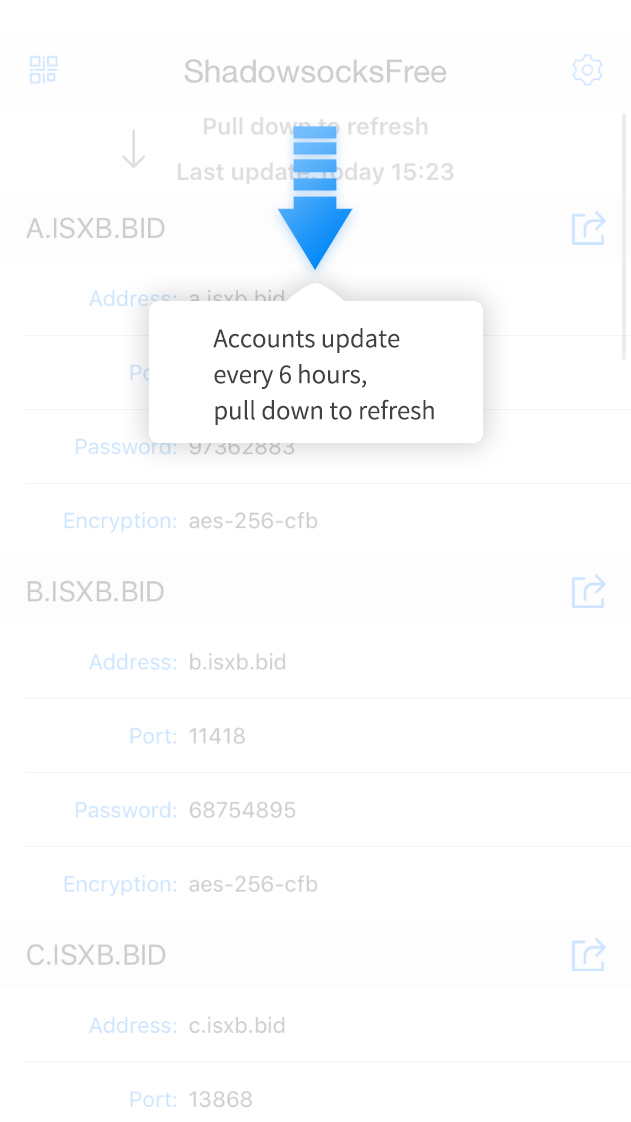 ShadowsocksFree
Pull down to refresh
Last update:Today 15:23
A.ISXB.BID
Address: a.isxb.bid
Accounts update
every 6 hours,
pull down to refresh
Password: 97362883
Encryption: aes-256-cfb
B.ISXB.BID
Address: b.isxb.bid
Port: 11418
Password: 68754895
Encryption: aes-256-cfb
C.ISXB.BID
Address: c.isxb.bid
Port: 13868